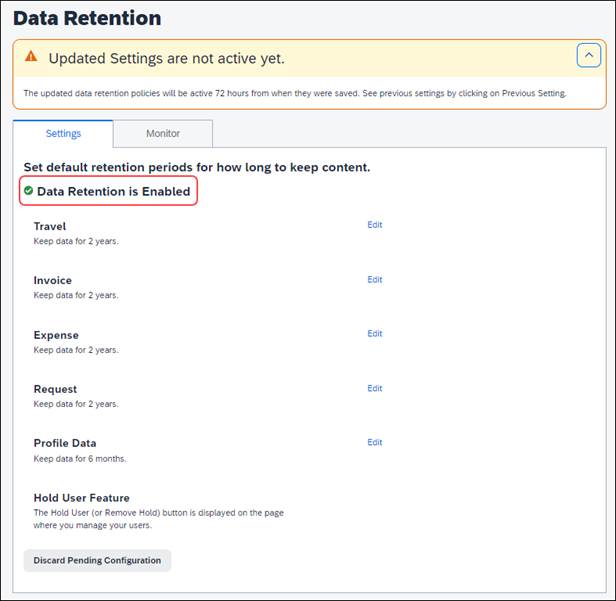 Data Retention
Updated Settings are not active yet.
The updated data retention policies will be active 72 hours from when they were saved. See previous settings by clicking on Previous Setting.
Settings
Monitor
Set default retention periods for how long to keep content.
Data Retention is Enabled
Travel
Edit
Keep data for 2 years.
Invoice
Edit
Keep data for 2 years.
Expense
Edit
Keep data for 2 years.
Request
Edit
Keep data for 2 years.
Profile Data
Edit
Keep data for 6 months.
Hold User Feature
The Hold User (or Remove Hold) button is displayed on the page
where you manage your users.
Discard Pending Configuration